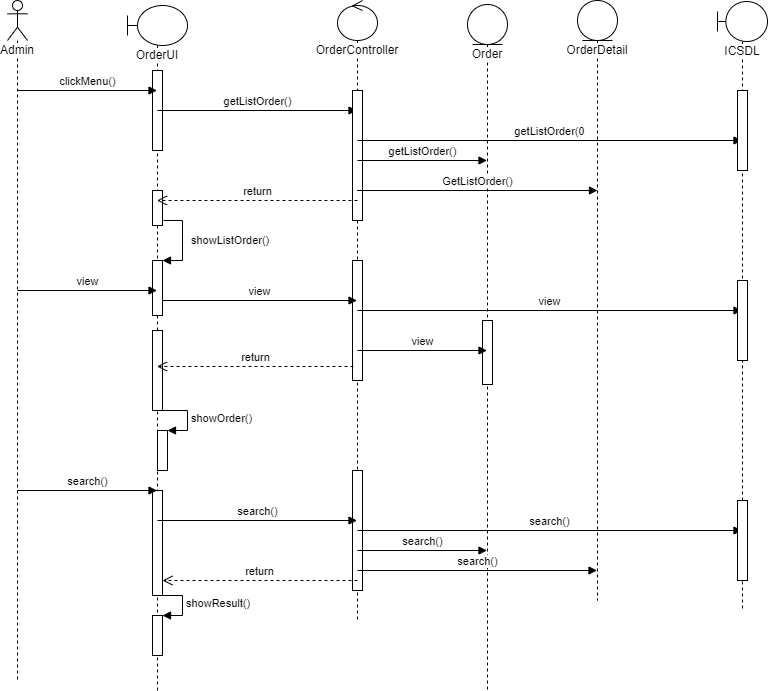 Admin
OrderUI
OrderController
Order
OrderDetail
ICSDL
clickMenu()
getListOrder()
getListOrder(0
getListOrder()
GetListOrder()
return
showListOrder()
view
view
view
view
return
showOrder()
search()
search()
search()
search()
search()
return
showResult()